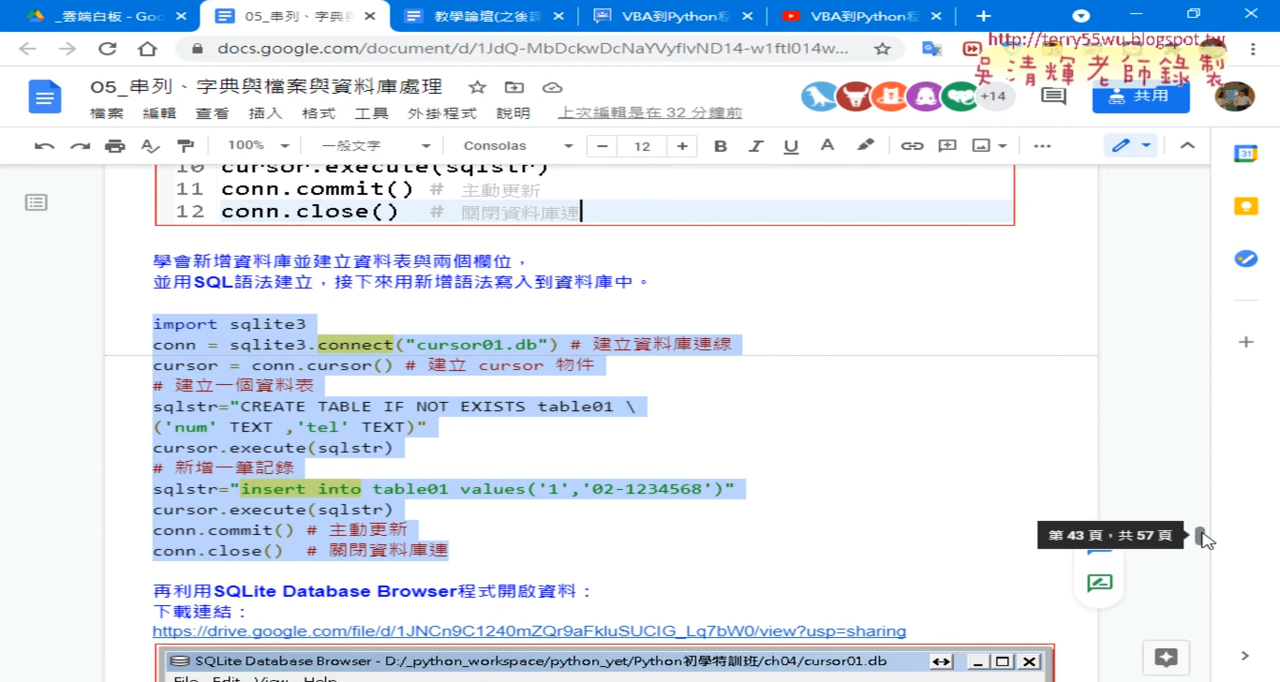 _雲端白板 - Goo
05_串列、字典與
教學論壇(之後課
VBA到Python程
VBA到Python程
docs.google.com/document/d/1JdQ-MbDckwDcNaYVyflvND14-w1ftl014w...
http://terry55.wu.blogspot.tw
吳清輝老師錄製
05_串列、字典與檔案與資料庫處理
+14
共用
檔案 編輯 查看 插入 格式 工具 外掛程式 說明 上次編輯是在 32 分鐘前
100% 一般文字 Consolas 12 B I U A
31
10 cursor.execute(sqlstr)
11 conn.commit() # 主動更新
12 conn.close() # 關閉資料庫連
學會新增資料庫並建立資料表與兩個欄位，
並用SQL語法建立，接下來用新增語法寫入到資料庫中。
import sqlite3
conn = sqlite3.connect("cursor01.db") # 建立資料庫連線
cursor = conn.cursor() # 建立 cursor 物件
# 建立一個資料表
sqlstr="CREATE TABLE IF NOT EXISTS table01 \
('num' TEXT ,'tel' TEXT)"
cursor.execute(sqlstr)
# 新增一筆記錄
sqlstr="insert into table01 values('1','02-1234568')"
cursor.execute(sqlstr)
conn.commit() # 主動更新
conn.close() # 關閉資料庫連
第 43 頁，共 57 頁
再利用SQLite Database Browser程式開啟資料：
下載連結：
https://drive.google.com/file/d/1JNCn9C1240mZQr9aFkluSUCIG_Lq7bW0/view?usp=sharing
SQLite Database Browser - D:/_python_workspace/python_yet/Python初學特訓班/ch04/cursor01.db
File Edit View Help